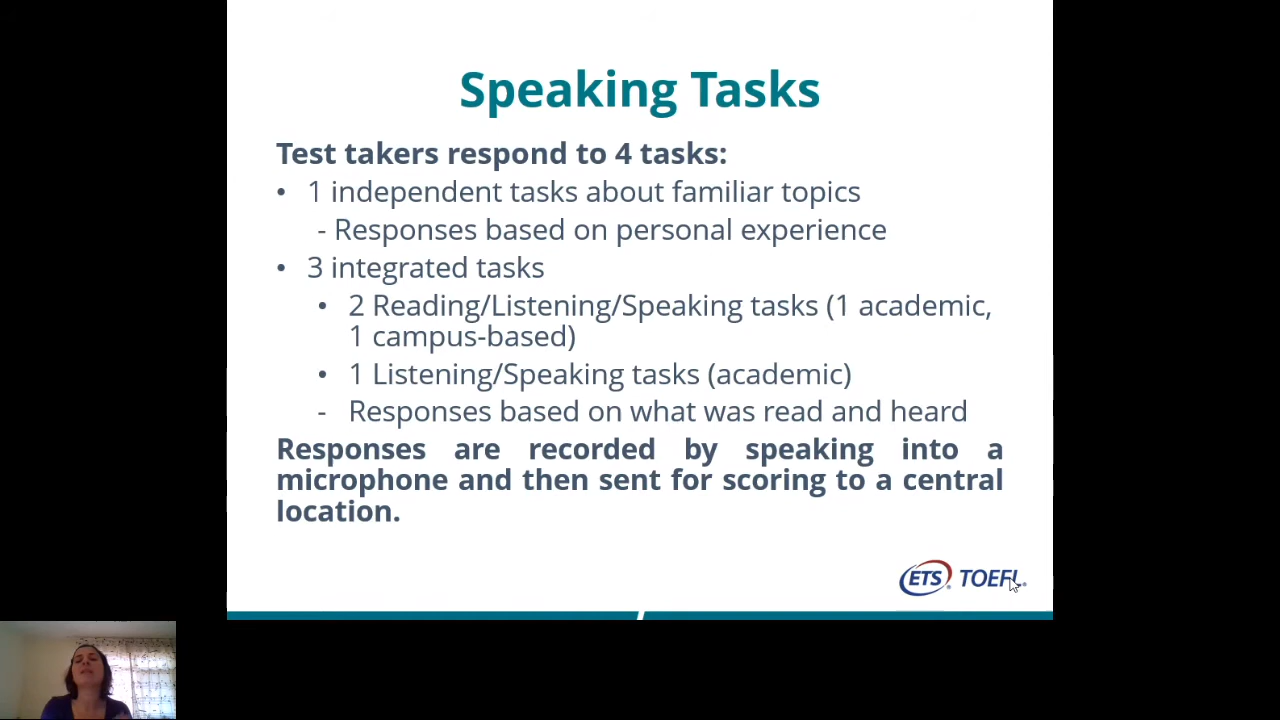 Speaking Tasks
Test takers respond to 4 tasks:
• 1 independent tasks about familiar topics
- Responses based on personal experience
• 3 integrated tasks
• 2 Reading/Listening/Speaking tasks (1 academic,
1 campus-based)
• 1 Listening/Speaking tasks (academic)
- Responses based on what was read and heard
Responses are recorded by speaking into a
microphone and then sent for scoring to a central
location.
ETS® TOEFL®